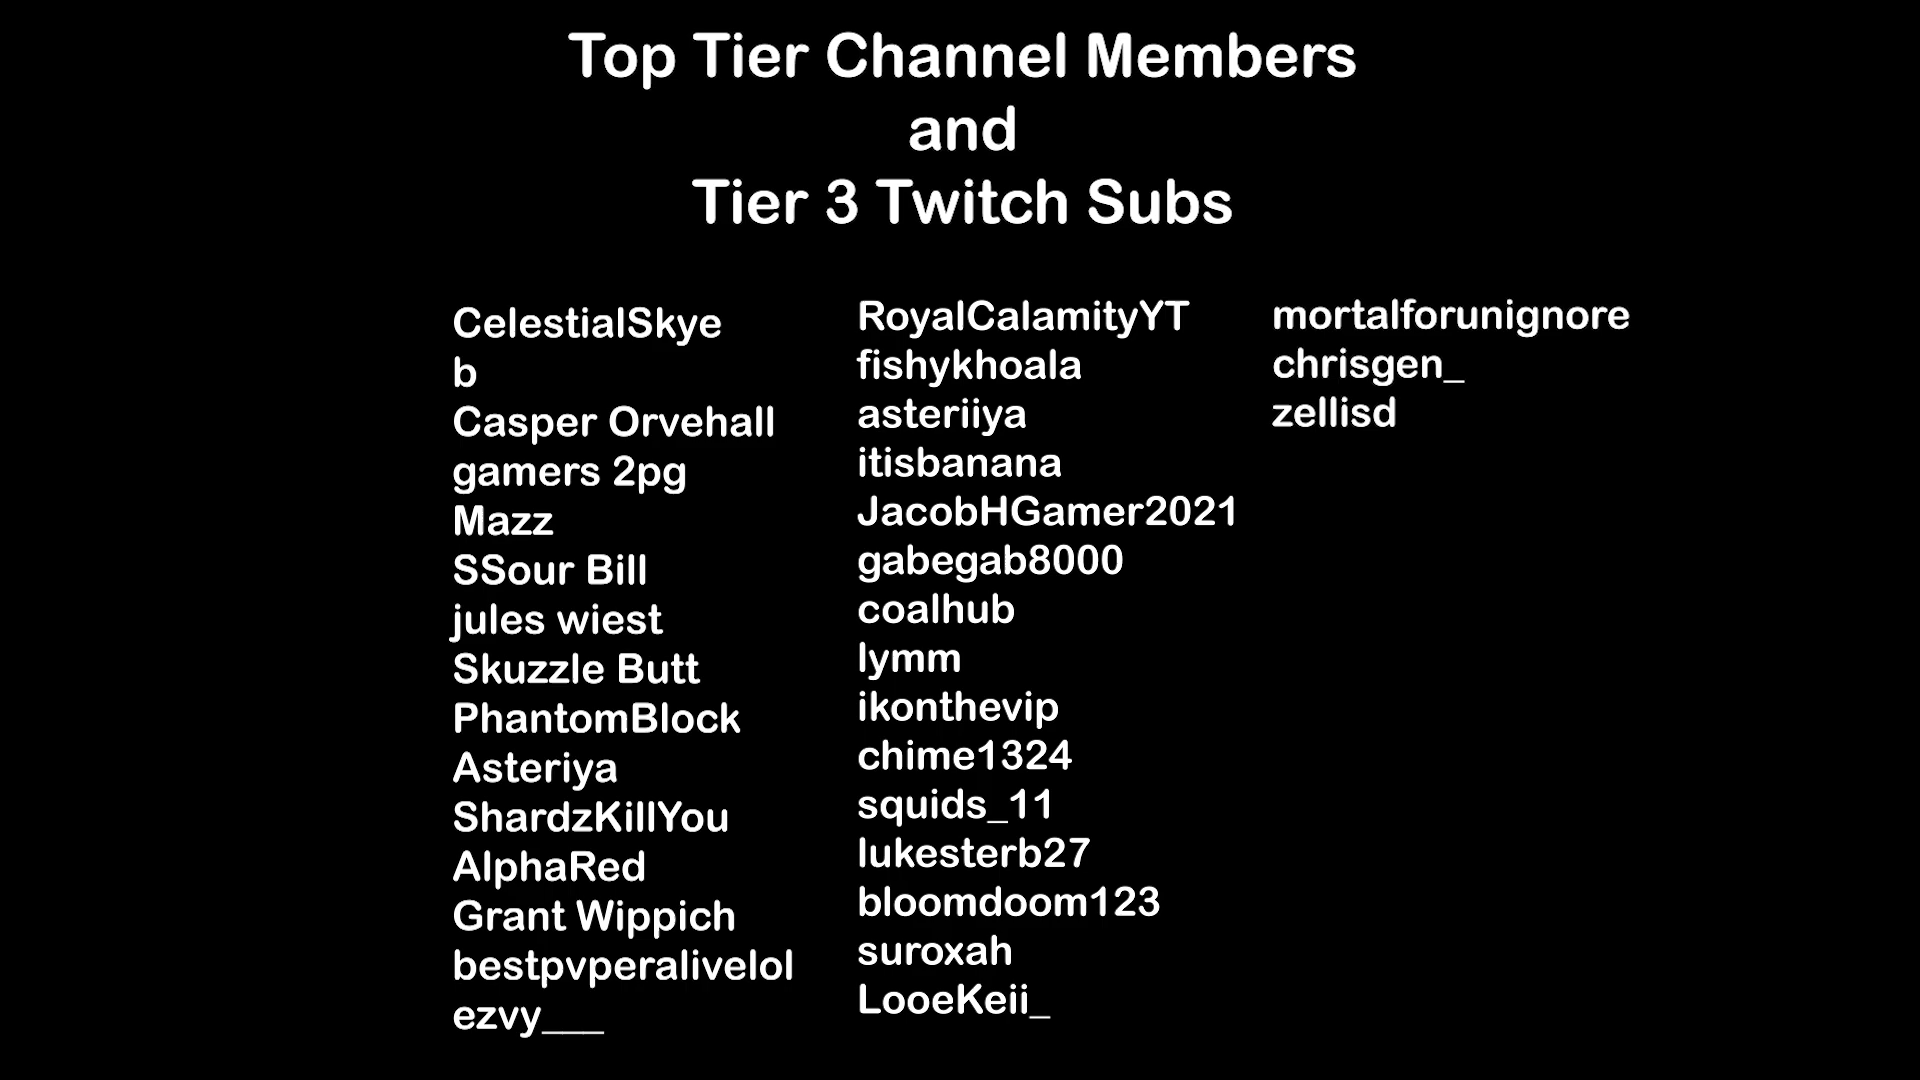 Top Tier Channel Members
and
Tier 3 Twitch Subs
CelestialSkye
b
Casper Orvehall
gamers 2pg
Mazz
SSour Bill
jules wiest
Skuzzle Butt
PhantomBlock
Asteriya
ShardzKillYou
AlphaRed
Grant Wippich
bestpvperalivelol
ezvy___
RoyalCalamityYT
fishykhoala
asteriiya
itisbanana
JacobHGamer2021
gabegab8000
coalhub
lymm
ikonthevip
chime1324
squids_11
lukesterb27
bloomdoom123
suroxah
LooeKeii_
mortalforunignore
chrisgen_
zellisd